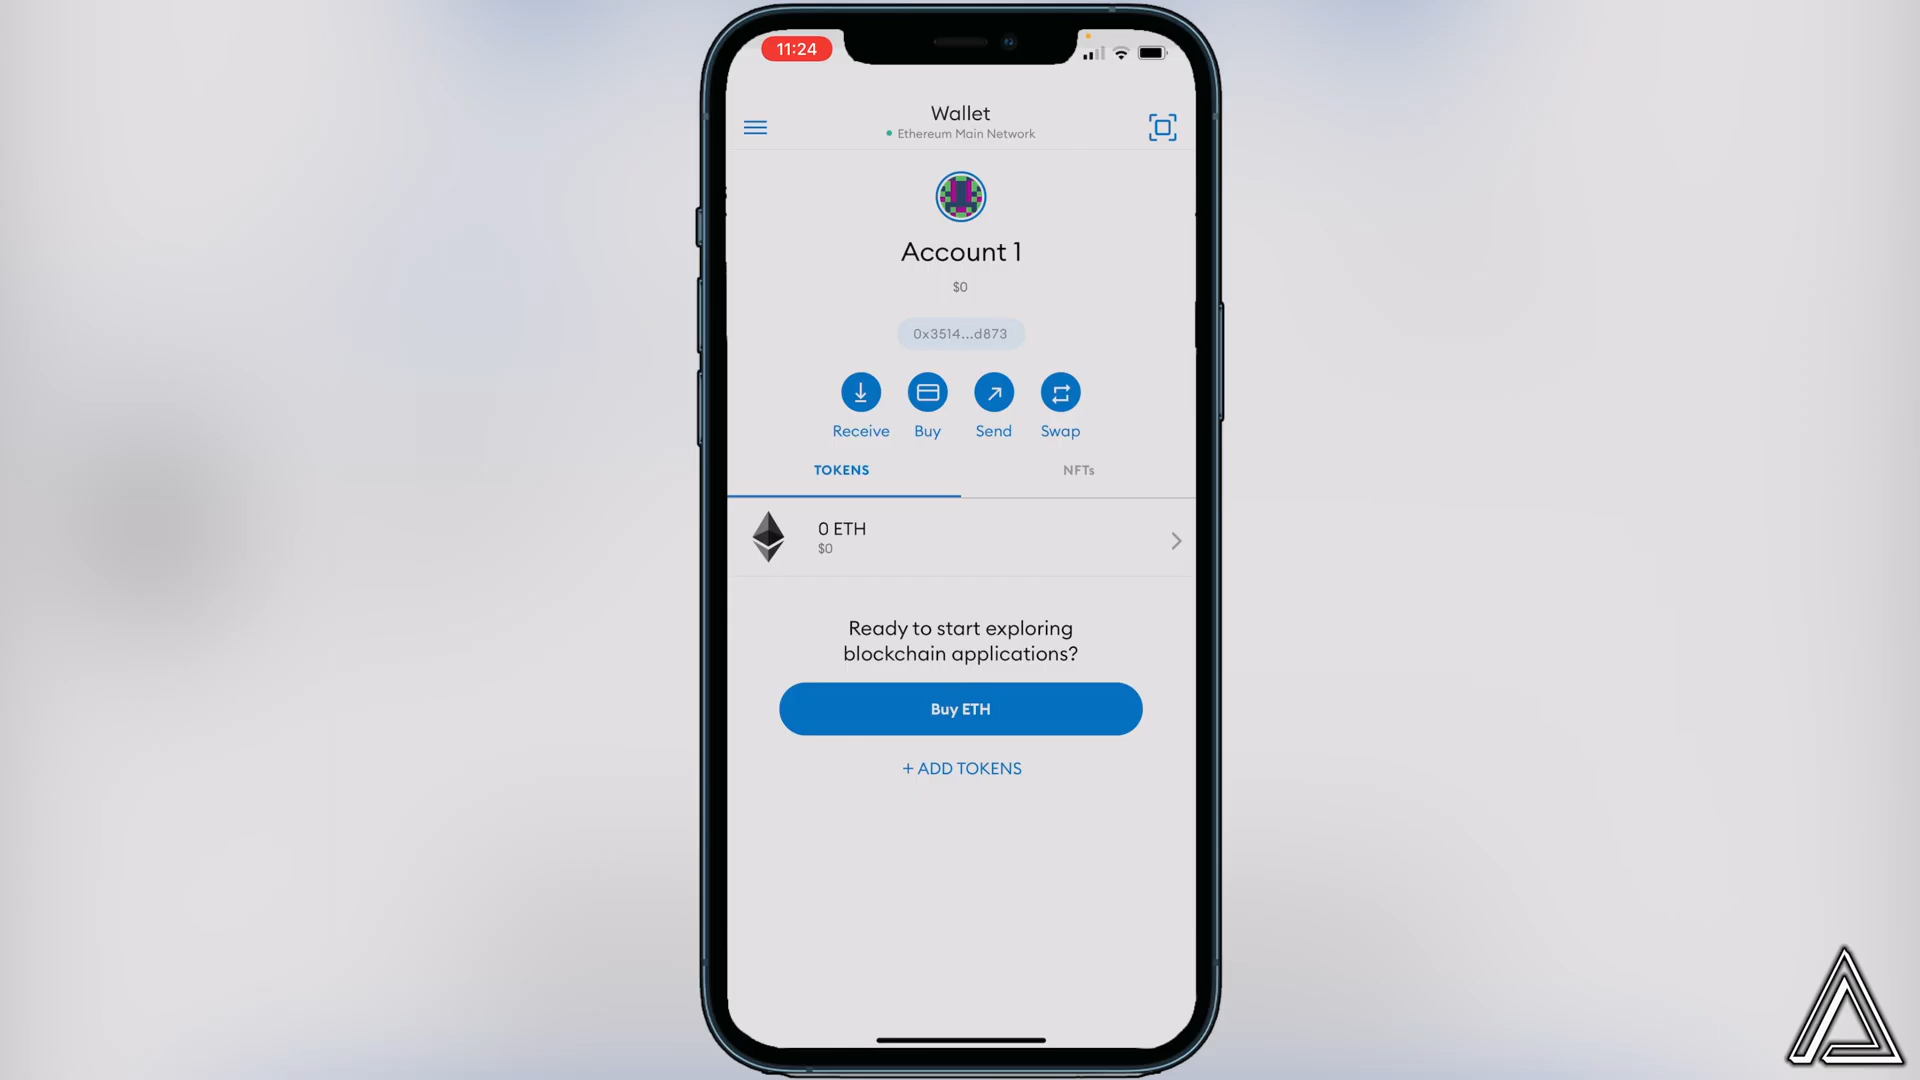 11:24
Wallet
Ethereum Main Network
Account 1
$0
0x3514...d873
Receive Buy Send Swap
TOKENS NFTs
0 ETH
$0
Ready to start exploring
blockchain applications?
Buy ETH
+ ADD TOKENS